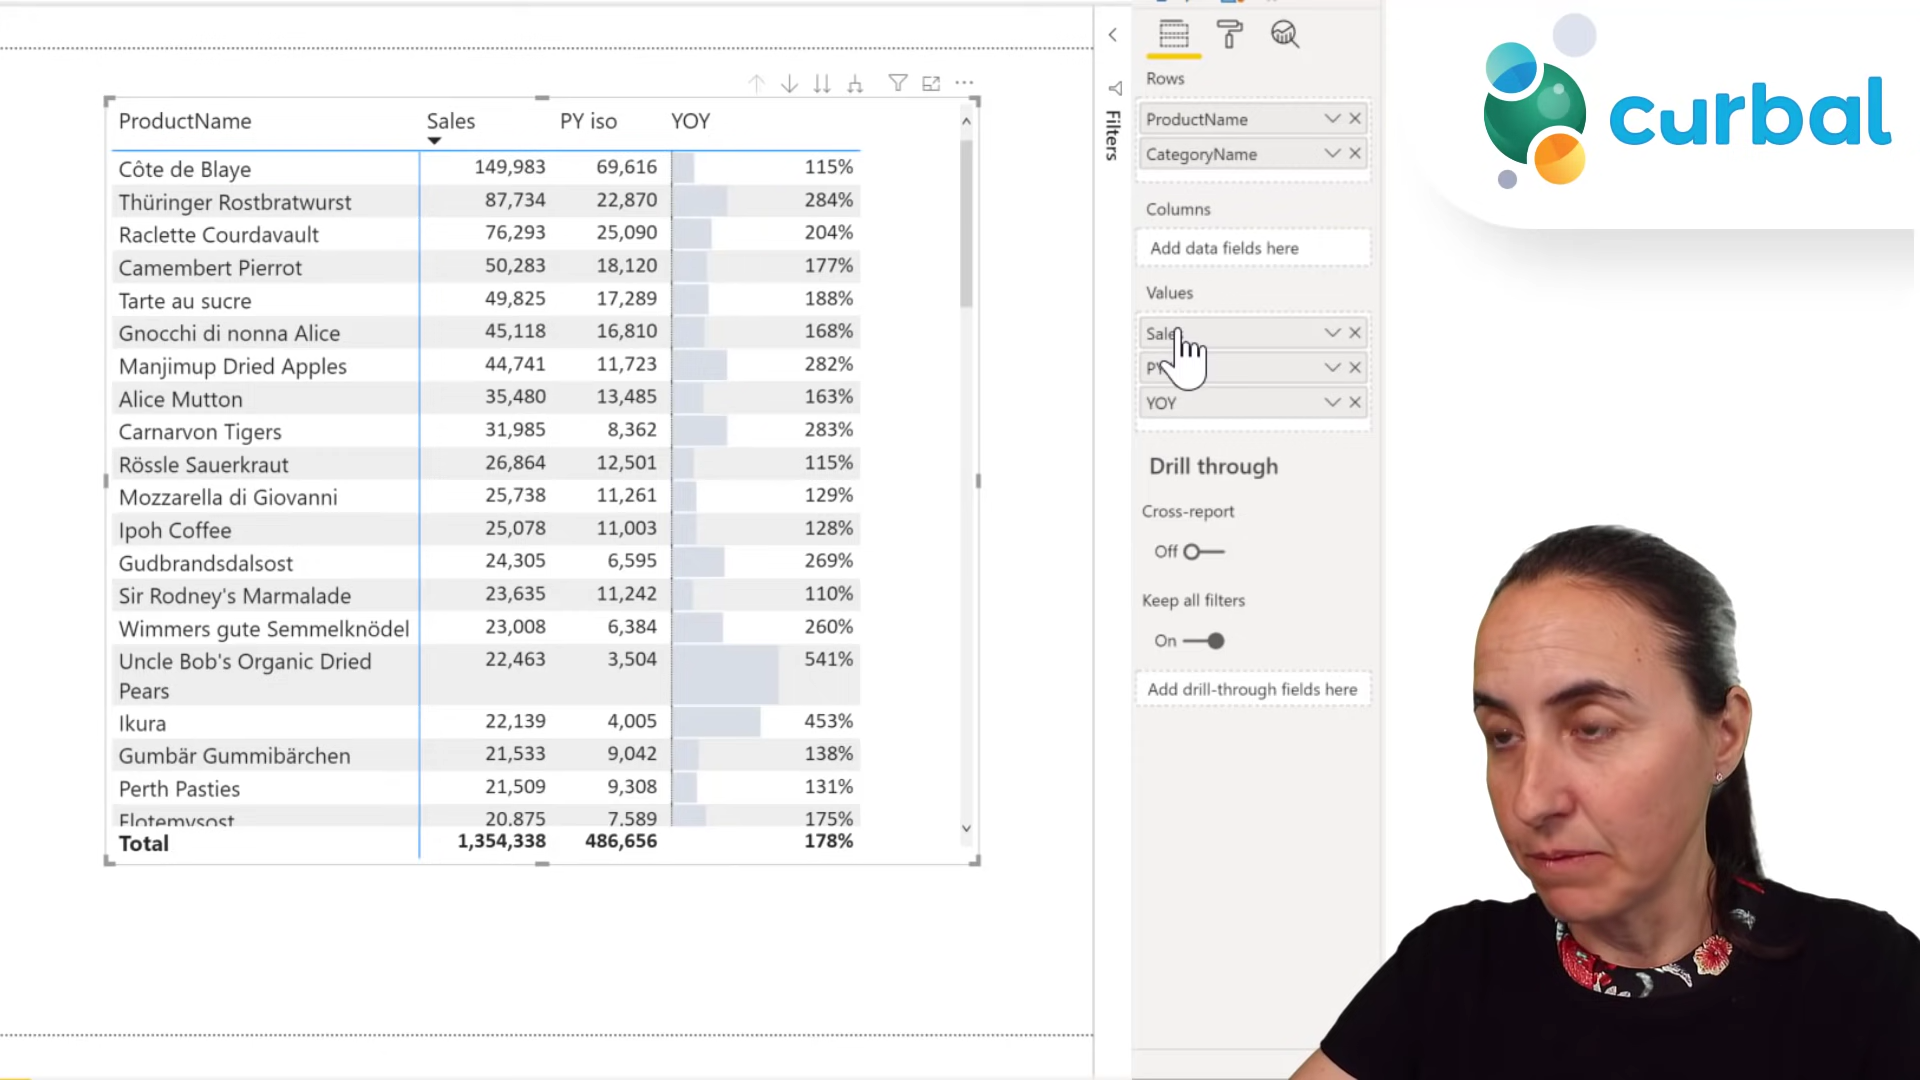 ProductName Sales PY iso YOY
Côte de Blaye 149,983 69,616 115%
Thüringer Rostbratwurst 87,734 22,870 284%
Raclette Courdavault 76,293 25,090 204%
Camembert Pierrot 50,283 18,120 177%
Tarte au sucre 49,825 17,289 188%
Gnocchi di nonna Alice 45,118 16,810 168%
Manjimup Dried Apples 44,741 11,723 282%
Alice Mutton 35,480 13,485 163%
Carnarvon Tigers 31,985 8,362 283%
Rössle Sauerkraut 26,864 12,501 115%
Mozzarella di Giovanni 25,738 11,261 129%
Ipoh Coffee 25,078 11,003 128%
Gudbrandsdalsost 24,305 6,595 269%
Sir Rodney's Marmalade 23,635 11,242 110%
Wimmers gute Semmelknödel 23,008 6,384 260%
Uncle Bob's Organic Dried 22,463 3,504 541%
Pears
Ikura 22,139 4,005 453%
Gumbär Gummibärchen 21,533 9,042 138%
Perth Pasties 21,509 9,308 131%
Flotemysost 20,875 7,589 175%
Total 1,354,338 486,656 178%
Filters
Rows
ProductName
CategoryName
Columns
Add data fields here
Values
YOY
Drill through
Cross-report
Off
Keep all filters
On
Add drill-through fields here
curbal